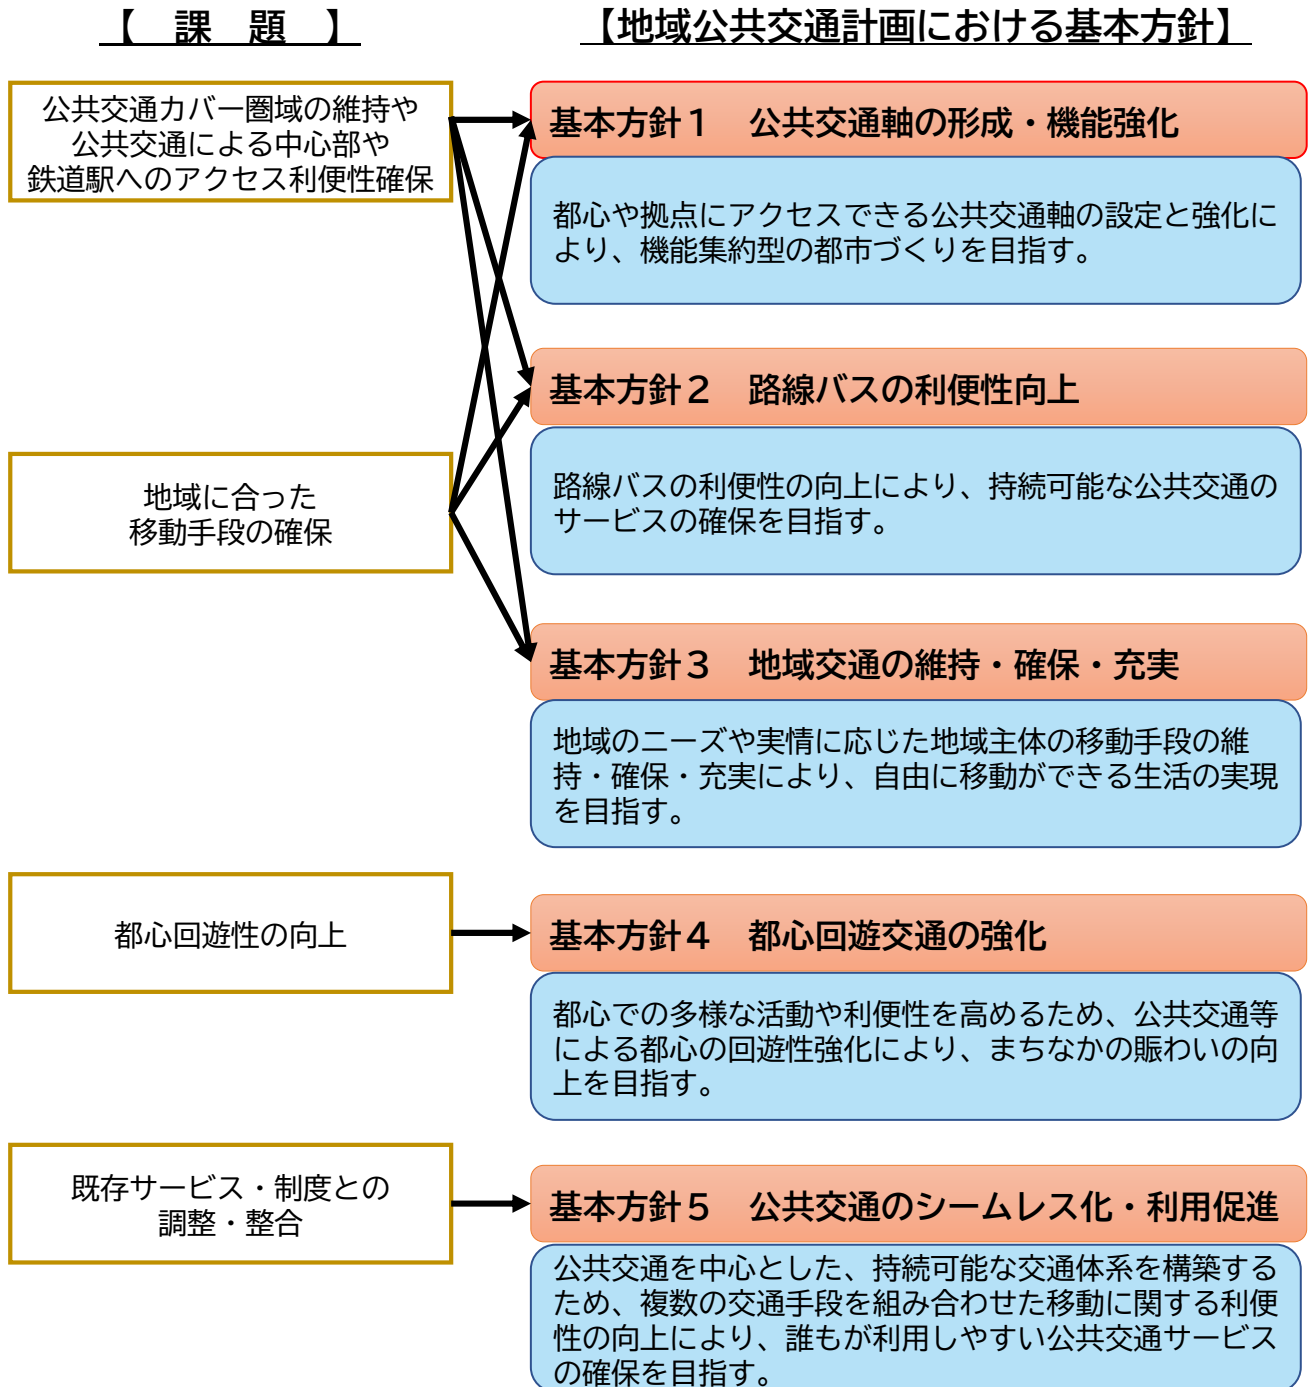 【　課　題　】
【地域公共交通計画における基本方針】
公共交通カバー圏域の維持や
公共交通による中心部や
鉄道駅へのアクセス利便性確保
基本方針１　公共交通軸の形成・機能強化
都心や拠点にアクセスできる公共交通軸の設定と強化に
より、機能集約型の都市づくりを目指す。
基本方針２　路線バスの利便性向上
路線バスの利便性の向上により、持続可能な公共交通の
サービスの確保を目指す。
地域に合った
移動手段の確保
基本方針３　地域交通の維持・確保・充実
地域のニーズや実情に応じた地域主体の移動手段の維
持・確保・充実により、自由に移動ができる生活の実現
を目指す。
都心回遊性の向上
基本方針４　都心回遊交通の強化
都心での多様な活動や利便性を高めるため、公共交通等
による都心の回遊性強化により、まちなかの賑わいの向
上を目指す。
既存サービス・制度との
調整・整合
基本方針５　公共交通のシームレス化・利用促進
公共交通を中心とした、持続可能な交通体系を構築する
ため、複数の交通手段を組み合わせた移動に関する利便
性の向上により、誰もが利用しやすい公共交通サービス
の確保を目指す。